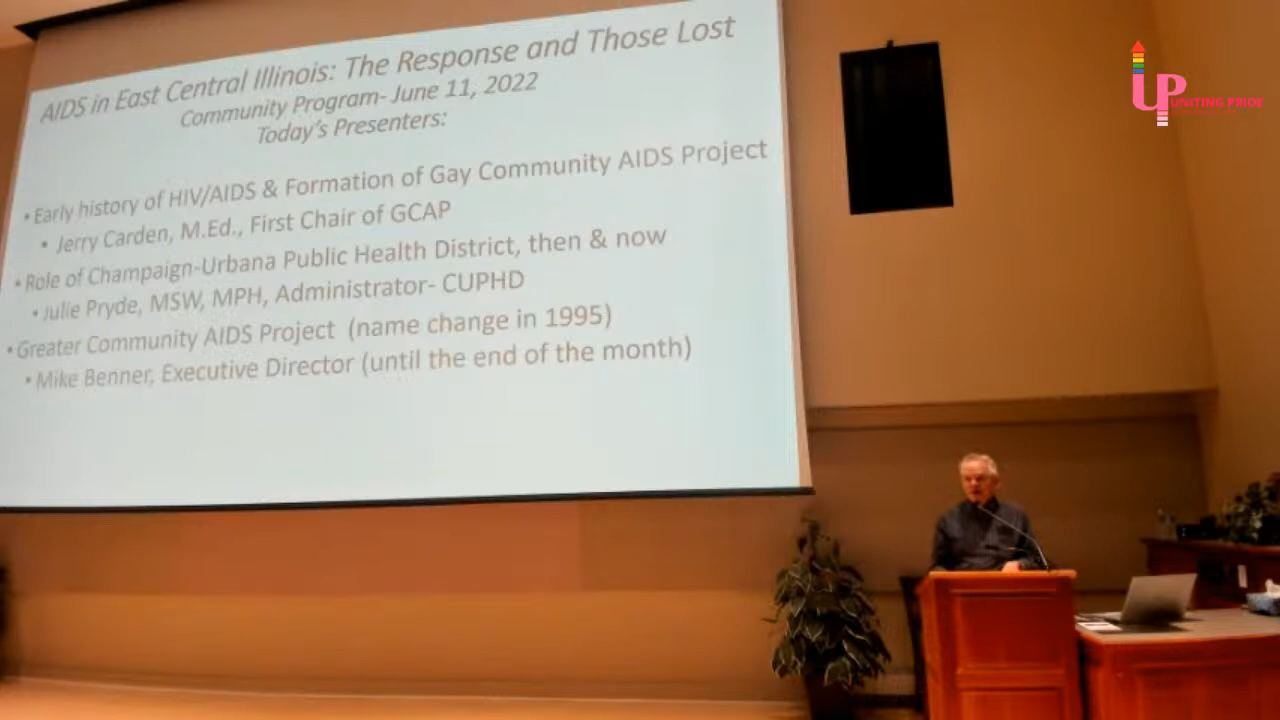 AIDS in East Central Illinois: The Response and Those Lost
Community Program- June 11, 2022
Today's Presenters:
• Early history of HIV/AIDS & Formation of Gay Community AIDS Project
• Jerry Carden, M.Ed., First Chair of GCAP
• Role of Champaign-Urbana Public Health District, then & now
• Julie Pryde, MSW, MPH, Administrator- CUPHD
• Greater Community AIDS Project (name change in 1995)
• Mike Benner, Executive Director (until the end of the month)
UP
UNITING PRIDE